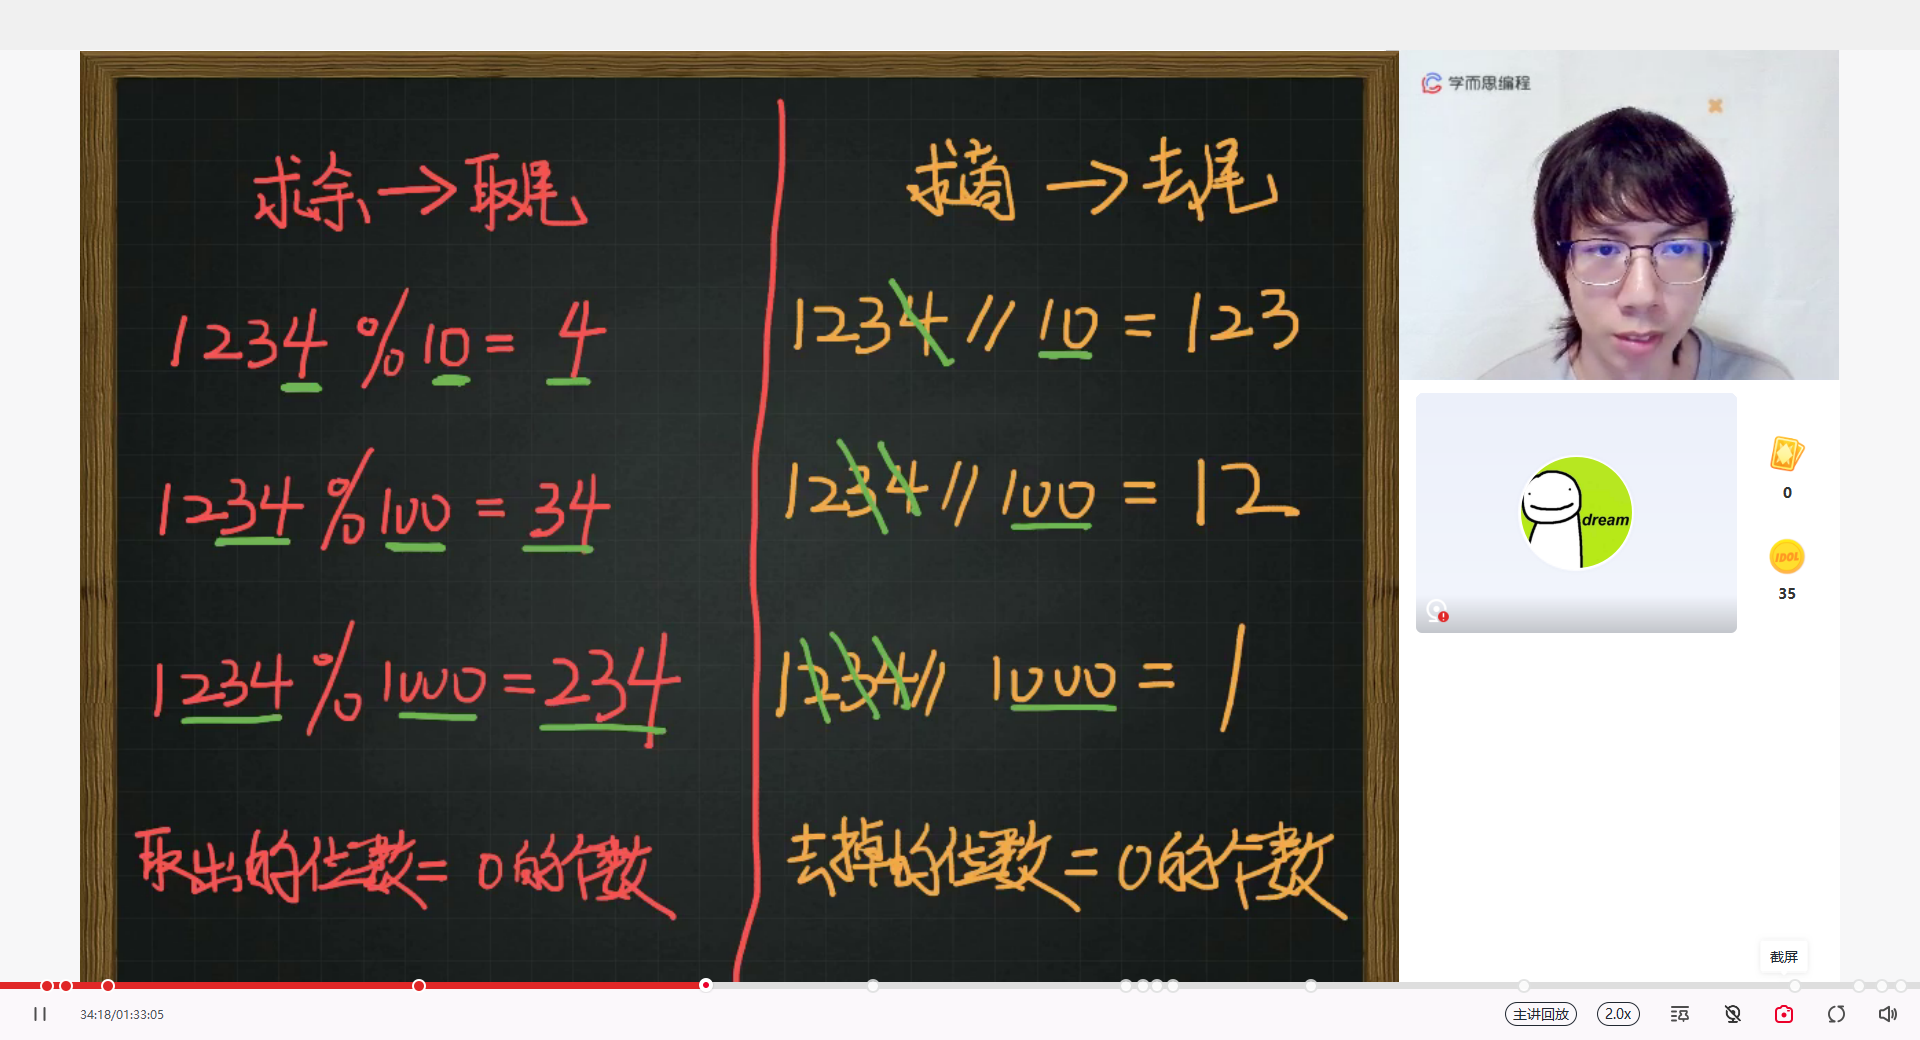 求余→取尾
1234 % 10 = 4
1234 % 100 = 34
1234 % 1000 = 234
取出的位数 = 0的个数
求商→去尾
1234 // 10 = 123
1234 // 100 = 12
1234 // 1000 = 1
去掉的位数 = 0的个数
学而思编程
dream
0
IDOL
35
截屏
34:18/01:33:05
主讲回放
2.0x